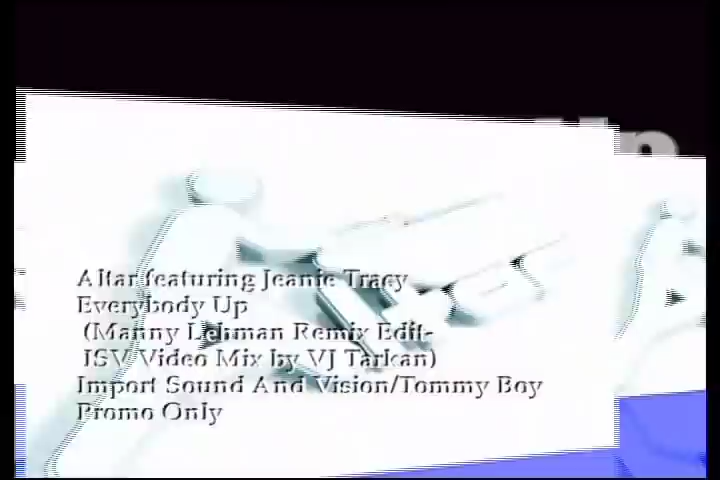 Up
Altar featuring Jeanie Tracy
Everybody Up
(Manny Lehman Remix Edit-
ISV Video Mix by VJ Tarkan)
Import Sound And Vision/Tommy Boy
Promo Only